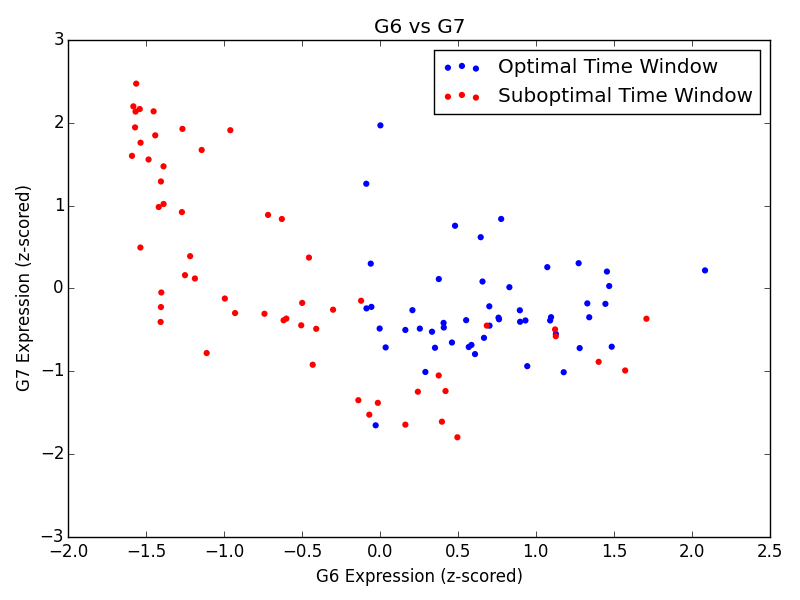 G6 vs G7
Optimal Time Window
Suboptimal Time Window
3
2
1
0
−1
−2
−3
G7 Expression (z-scored)
−2.0 −1.5 −1.0 −0.5 0.0 0.5 1.0 1.5 2.0 2.5
G6 Expression (z-scored)